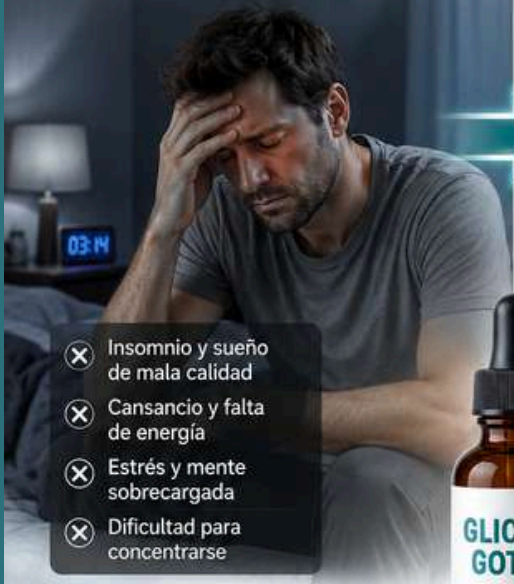 03:14
Insomnio y sueño
de mala calidad
Cansancio y falta
de energía
Estrés y mente
sobrecargada
Dificultad para
concentrarse
GLIC
GOT